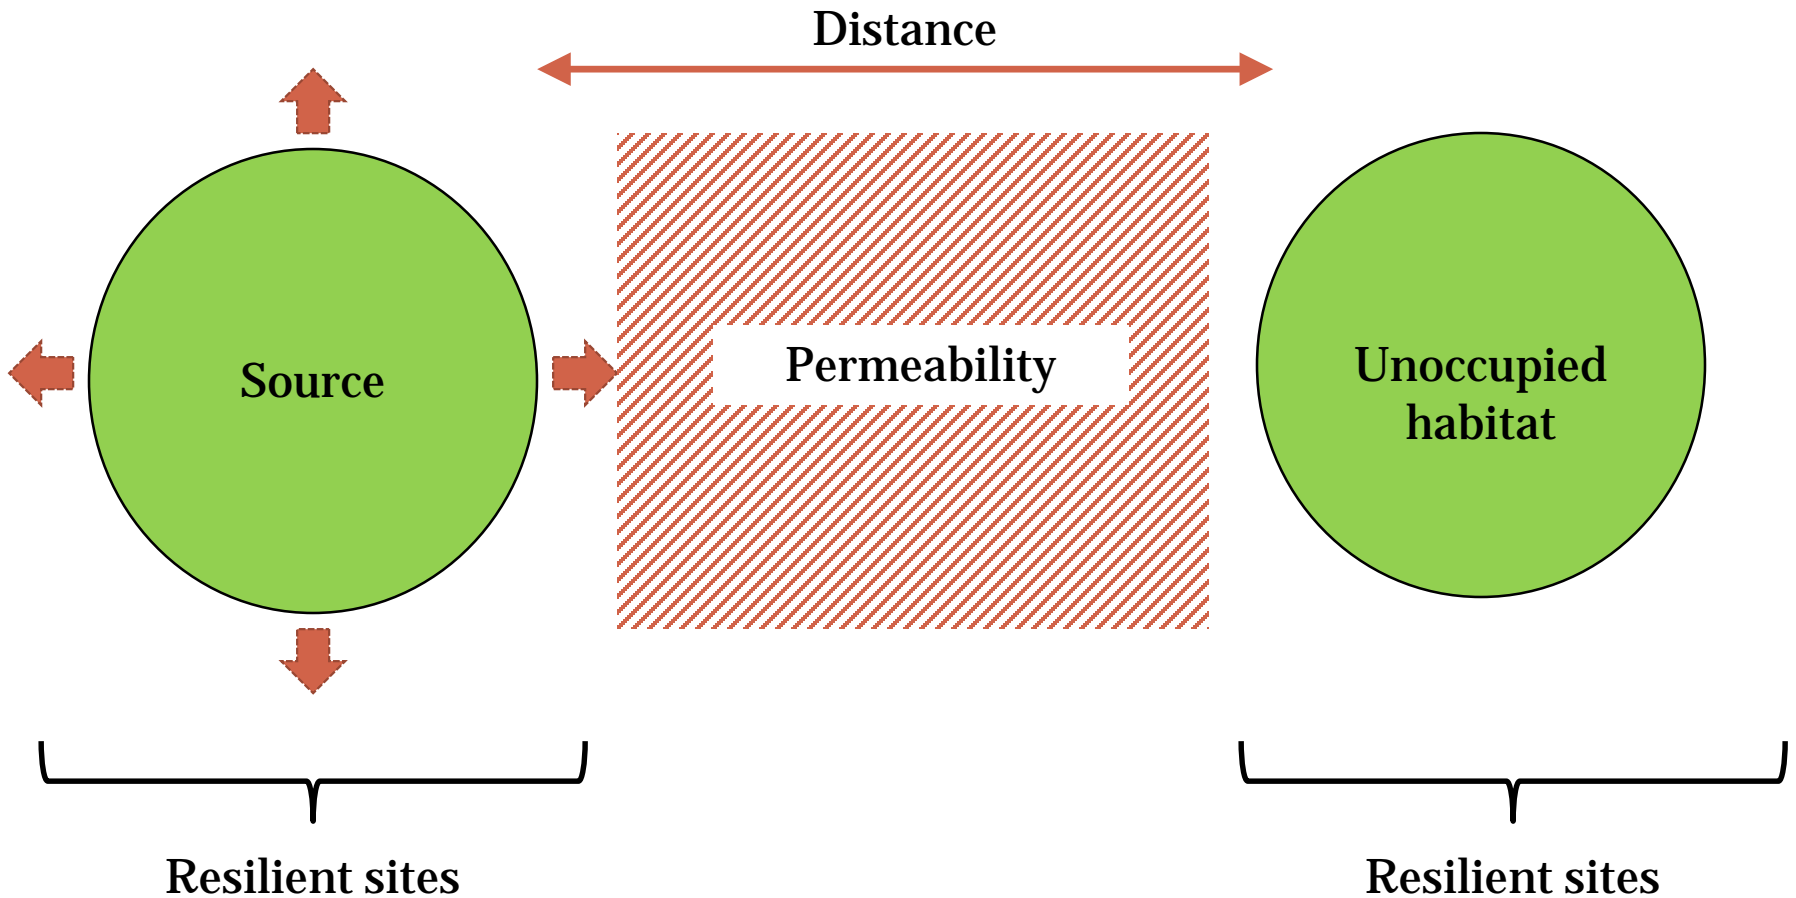 Distance
Source
Permeability
Unoccupied
habitat
Resilient sites
Resilient sites